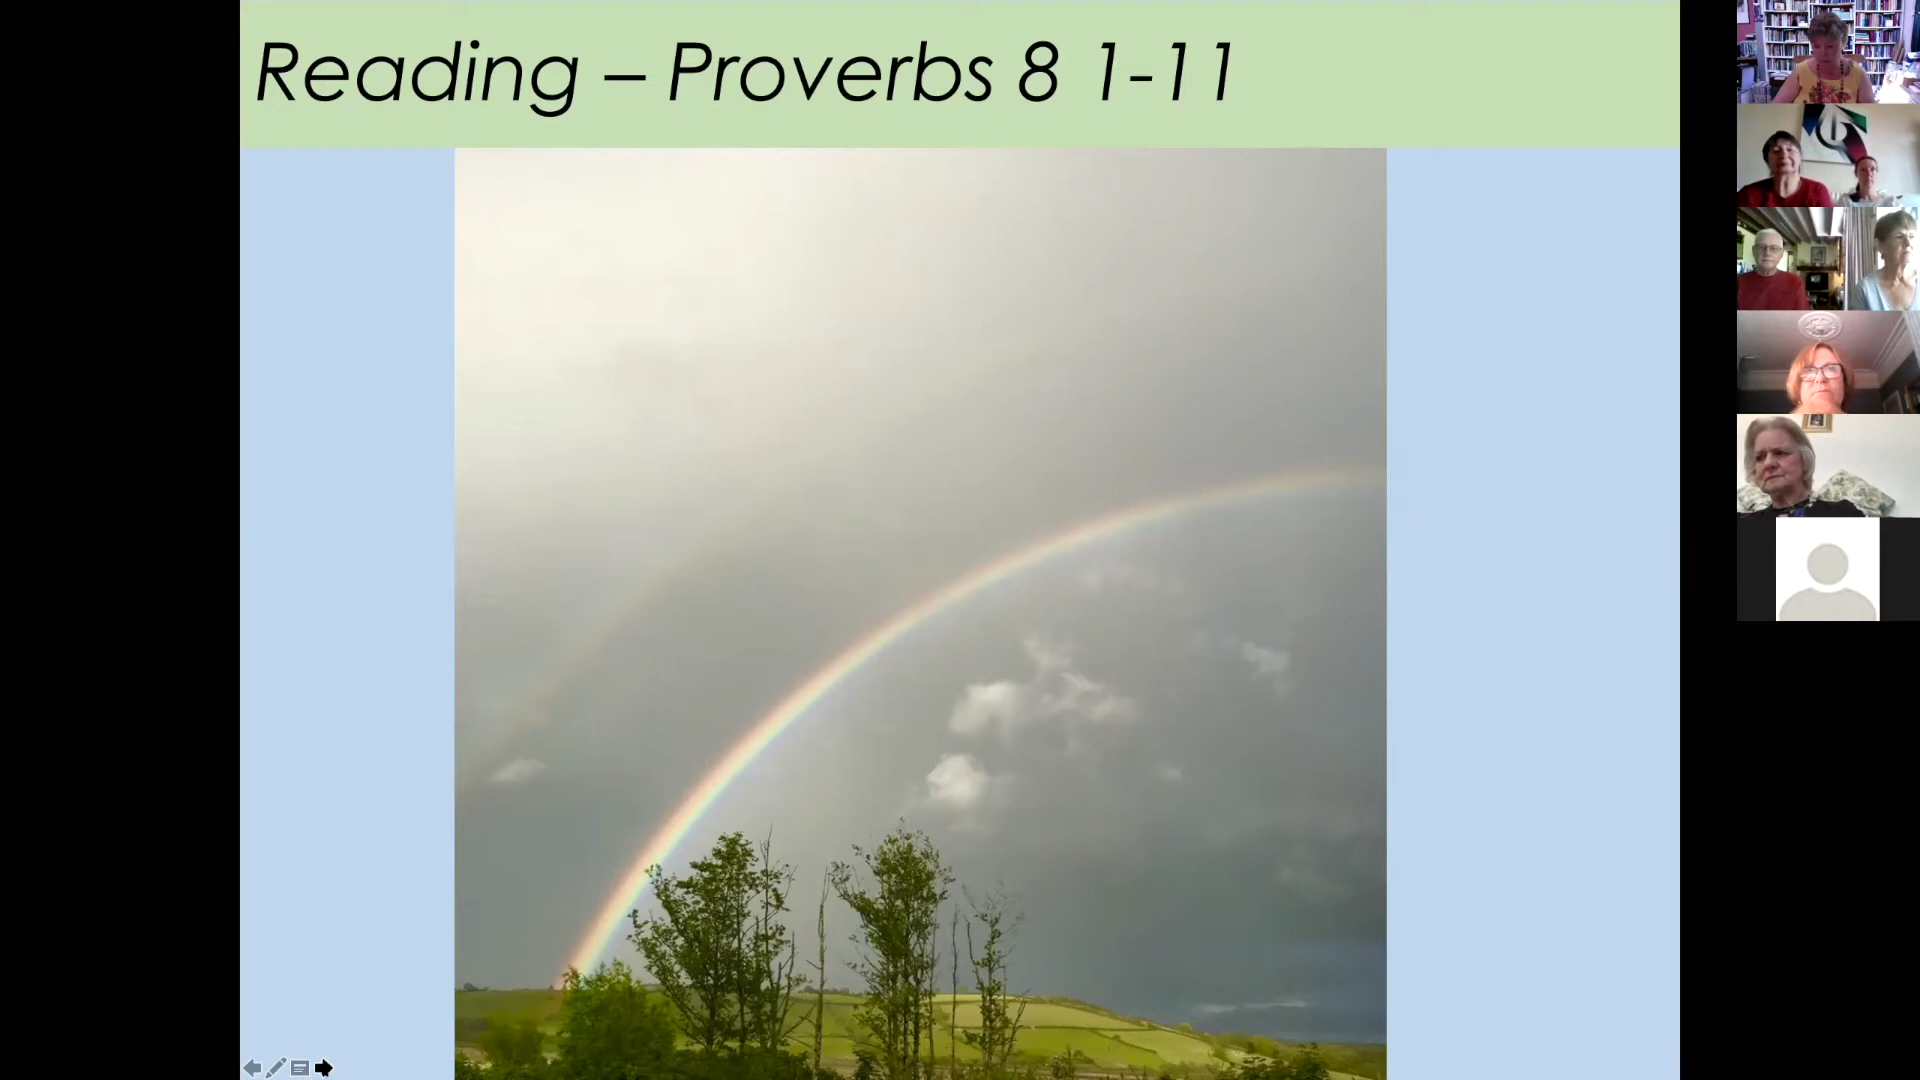 Reading – Proverbs 8 1-11